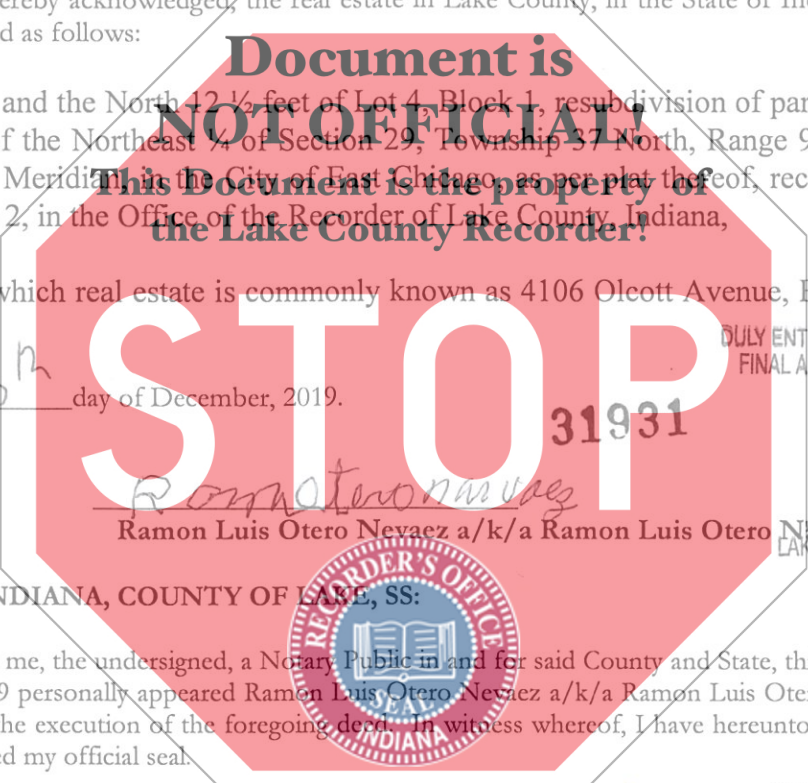 ereby acknowledged, the real estate in Lake County, in the State of In
d as follows:
Document is
and the North 12 ½ feet of Lot 4, Block 1, resubdivision of par
NOT OFFICIAL!
f the Northeast ¼ of Section 29, Township 37 North, Range 9
This Document is the property of
Meridian, in the City of East Chicago, as per plat thereof, rec
the Lake County Recorder!
2, in the Office of the Recorder of Lake County, Indiana,
which real estate is commonly known as 4106 Olcott Avenue, E
STOP
DULY ENT
FINAL A
day of December, 2019.
31931
Ramon Otero Narvaez
Ramon Luis Otero Nevaez a/k/a Ramon Luis Otero N
LAK
NDIANA, COUNTY OF LAKE, SS:
RECORDER'S OFFICE
SEAL
INDIANA
me, the undersigned, a Notary Public in and for said County and State, th
9 personally appeared Ramon Luis Otero Nevaez a/k/a Ramon Luis Ote
he execution of the foregoing deed. In witness whereof, I have hereunto
ed my official seal.